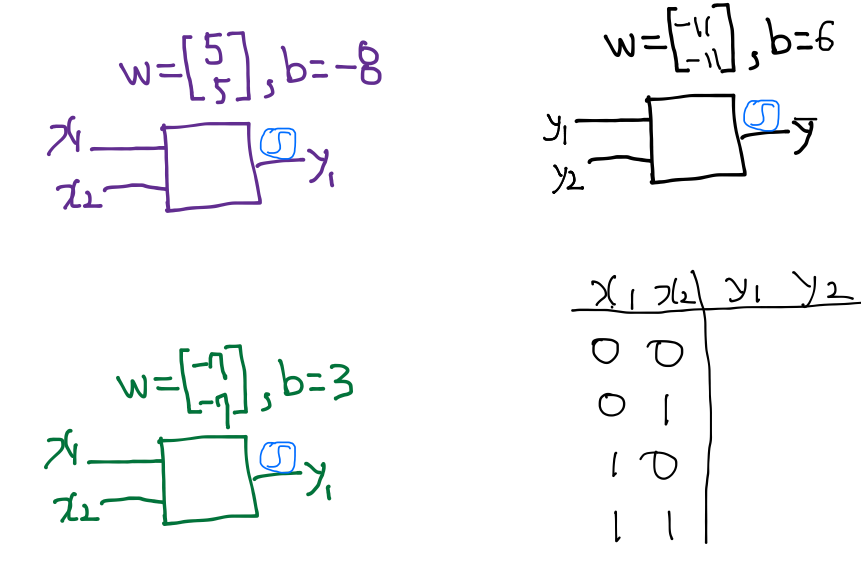 w=[5 5], b=-8
x1
x2
S
y1
w=[-11 -11], b=6
y1
y2
S
y̅
w=[-7 -7], b=3
x1
x2
S
y1
x1 x2 y1 y2
0 0
0 1
1 0
1 1